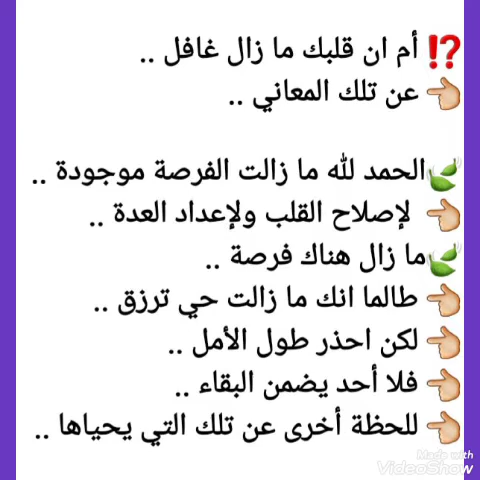 ⁉️ أم ان قلبك ما زال غافل ..
👈 عن تلك المعاني ..
🍃الحمد لله ما زالت الفرصة موجودة ..
👈 لإصلاح القلب ولإعداد العدة ..
🍃ما زال هناك فرصة ..
👈 طالما انك ما زالت حي ترزق ..
👈 لكن احذر طول الأمل ..
👈 فلا أحد يضمن البقاء ..
👈 للحظة أخرى عن تلك التي يحياها ..
Made with
VideoShow